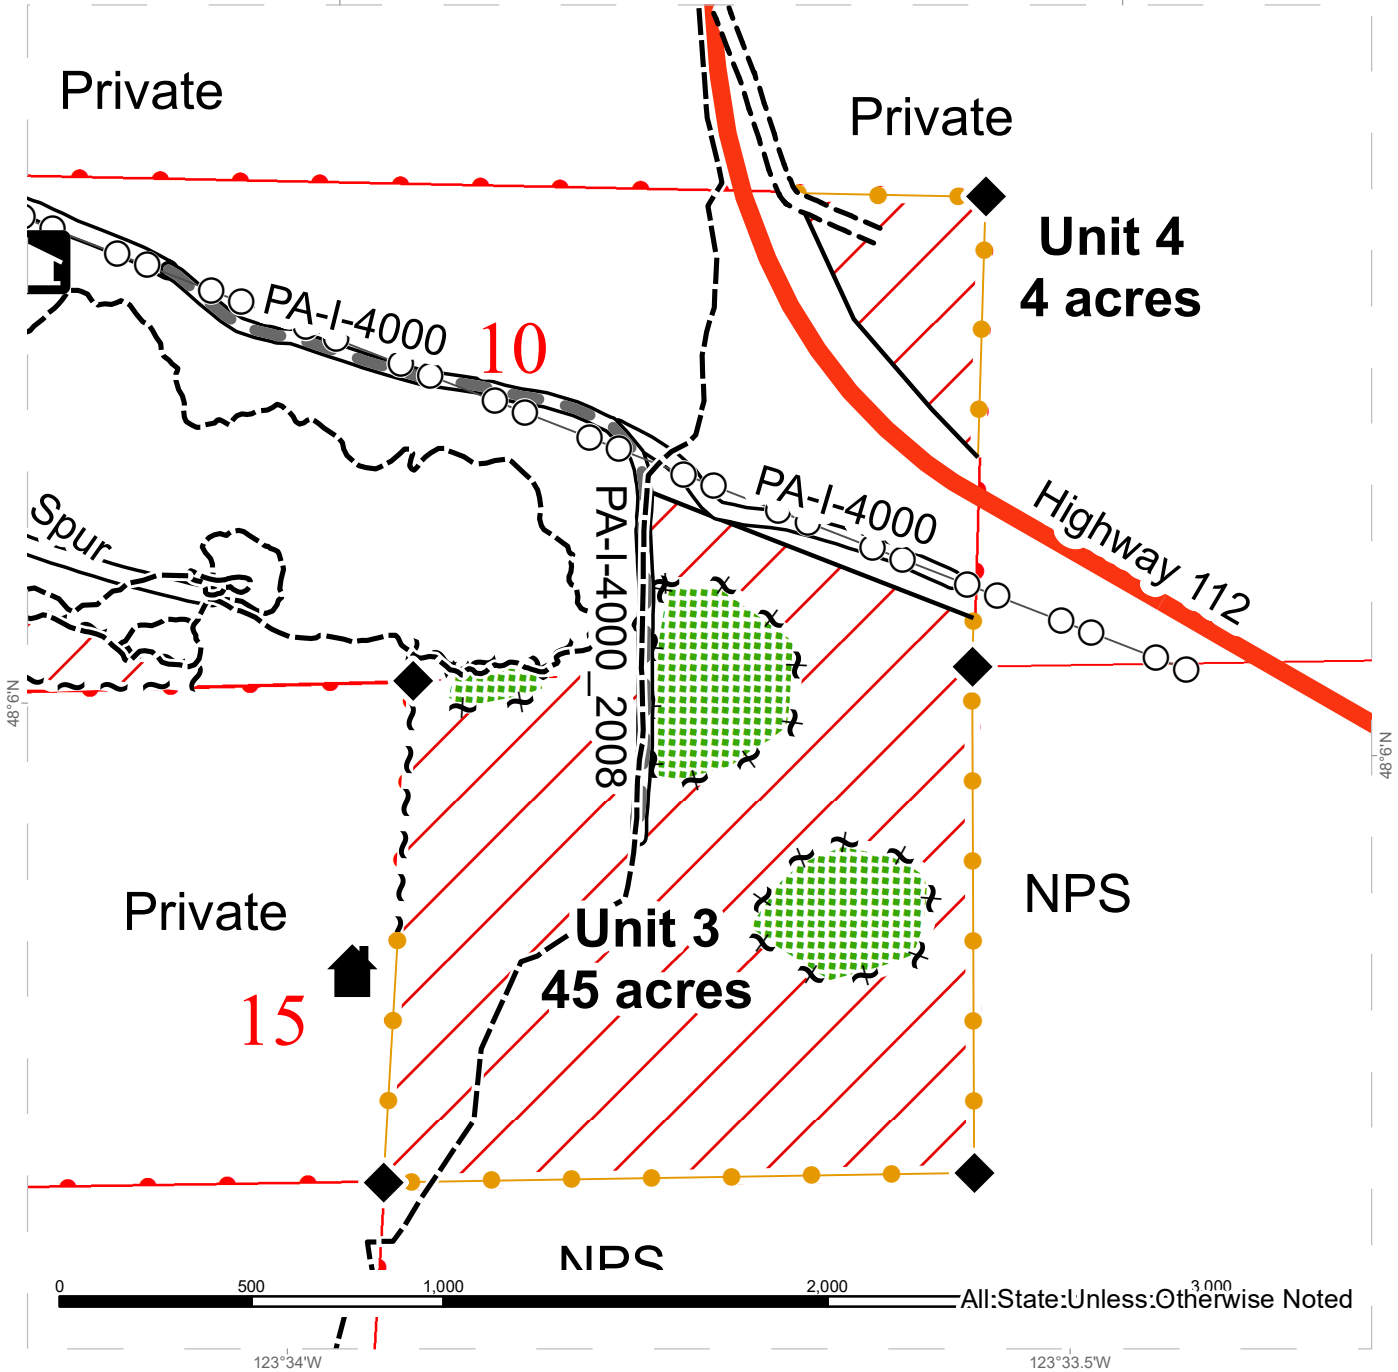 Private
Private
Unit 4
4 acres
PA-I-4000
10
PA-I-4000
Highway 112
Spur
PA-I-4000_2008
48°6'N
48°6'N
Private
NPS
Unit 3
45 acres
15
NPS
0 500 1,000 2,000 3,000
All State Unless Otherwise Noted
123°34'W 123°33.5'W